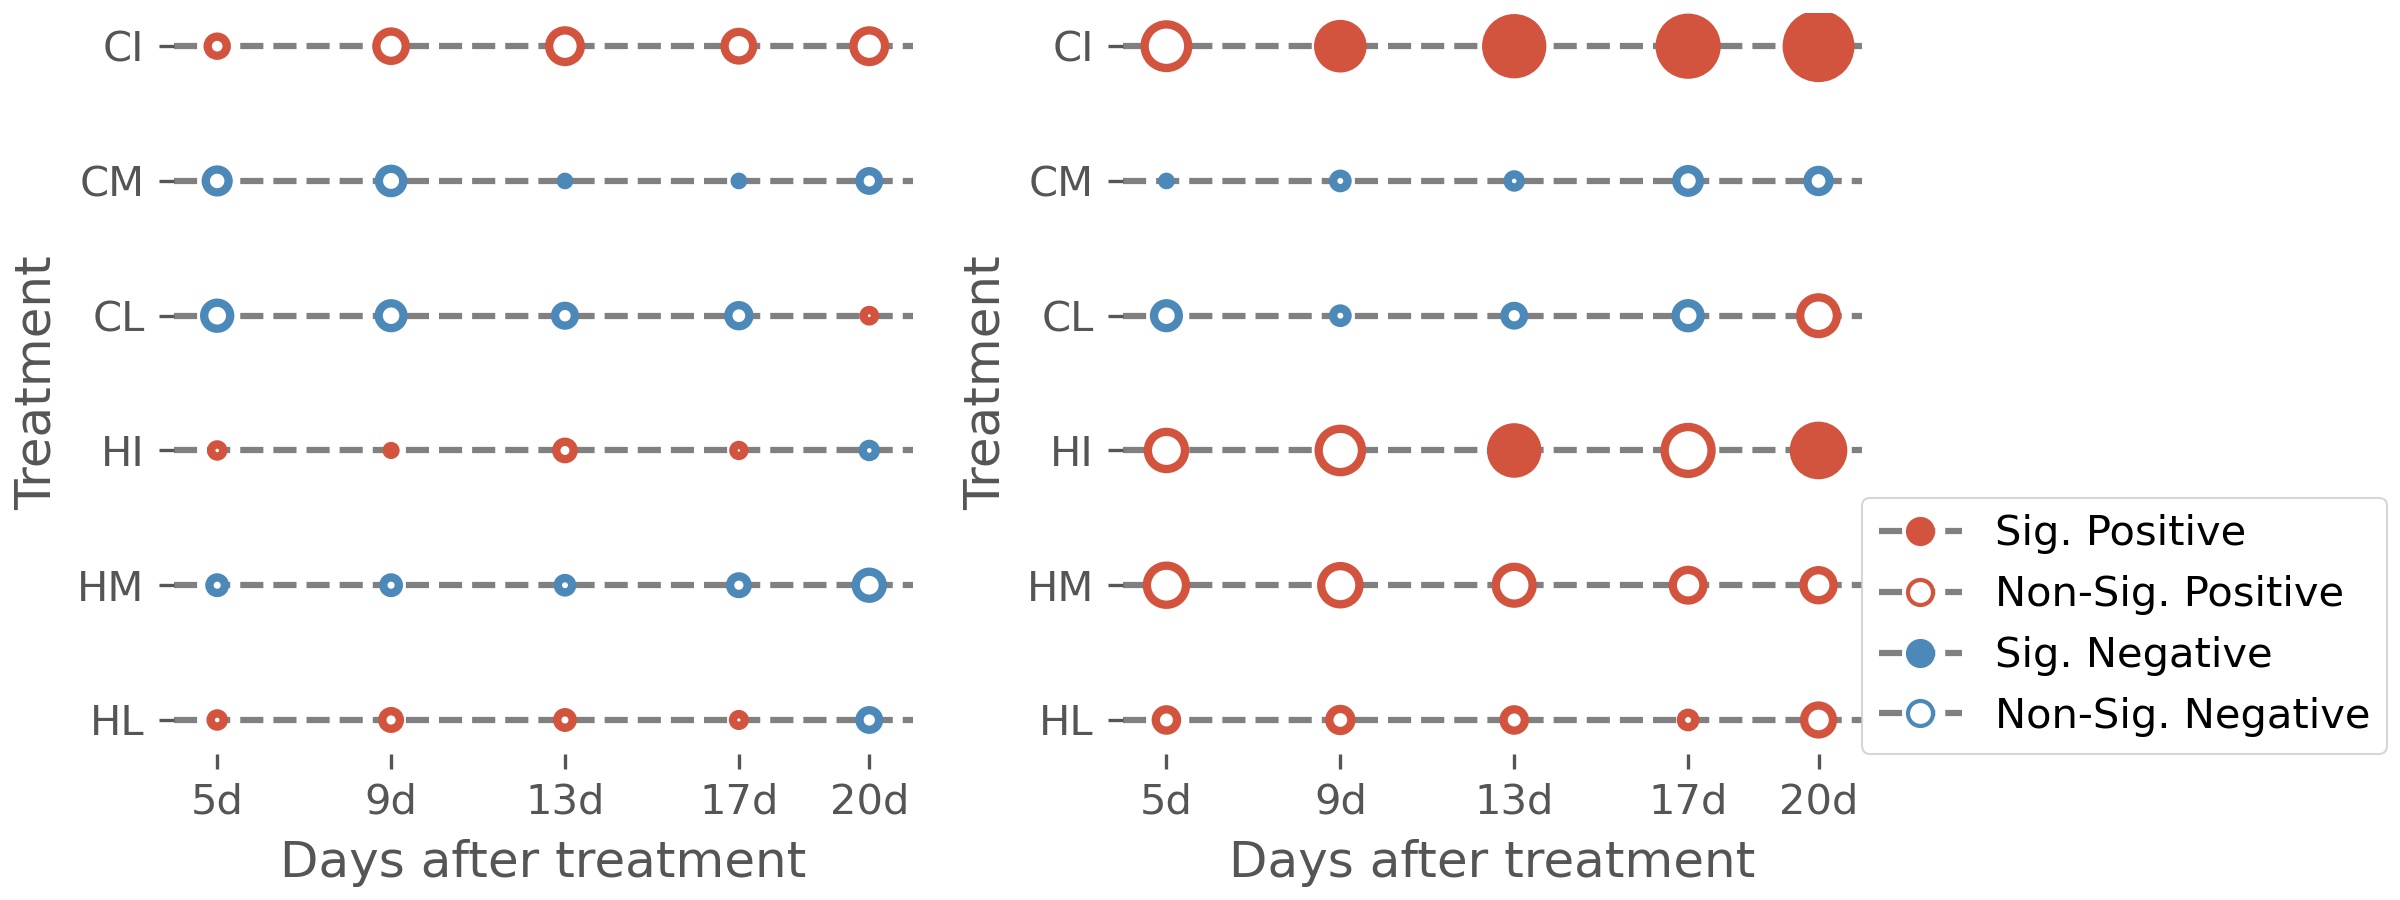 CI
CM
CL
HI
HM
HL
Treatment
5d 9d 13d 17d 20d
Days after treatment
CI
CM
CL
HI
HM
HL
Treatment
5d 9d 13d 17d 20d
Days after treatment
Sig. Positive
Non-Sig. Positive
Sig. Negative
Non-Sig. Negative